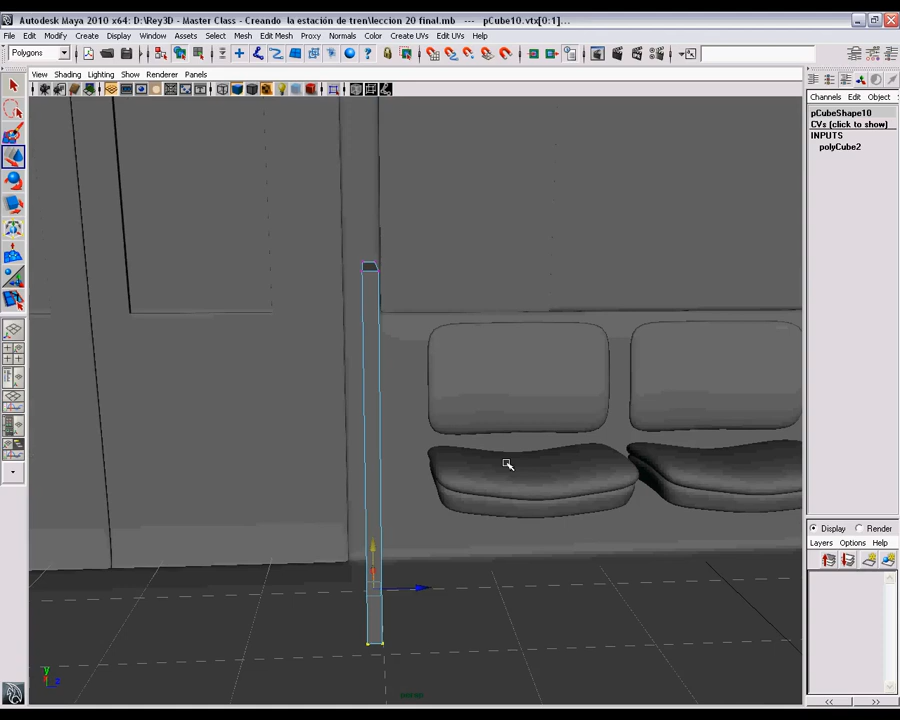 Autodesk Maya 2010 x64: D:\Rey3D - Master Class - Creando la estación de tren\leccion 20 final.mb --- pCube10.vtx[0:1]...
File Edit Modify Create Display Window Assets Select Mesh Edit Mesh Proxy Normals Color Create UVs Edit UVs Help
Polygons
View Shading Lighting Show Renderer Panels
Channels Edit Object
pCubeShape10
CVs (click to show)
INPUTS
polyCube2
Display Render
Layers Options Help
y
z